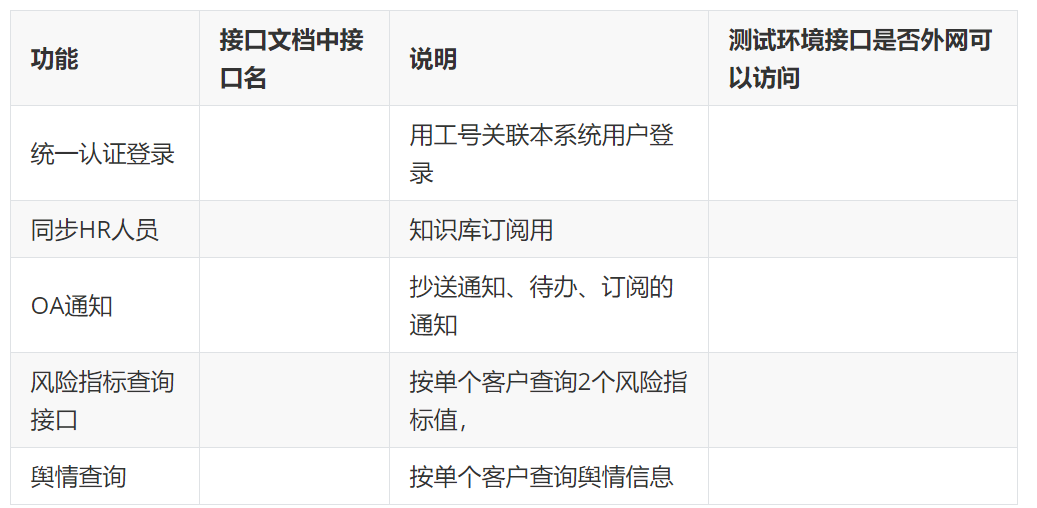 功能
接口文档中接
口名
说明
测试环境接口是否外网可
以访问
统一认证登录
用工号关联本系统用户登
录
同步HR人员
知识库订阅用
OA通知
抄送通知、待办、订阅的
通知
风险指标查询
接口
按单个客户查询2个风险指
标值，
舆情查询
按单个客户查询舆情信息